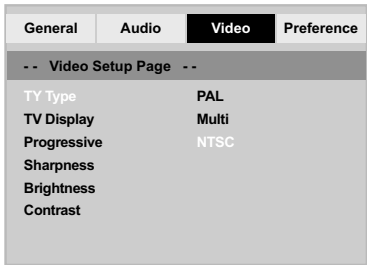 General Audio Video Preference
- - Video Setup Page - -
TY Type PAL
TV Display Multi
Progressive NTSC
Sharpness
Brightness
Contrast